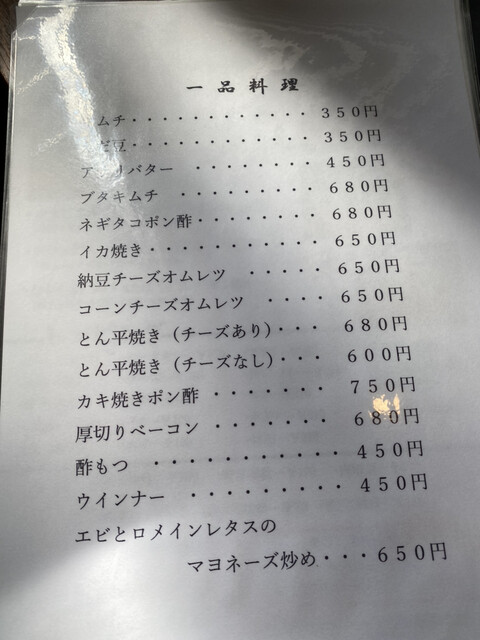 一品料理
ムチ・・・・・・・・・・・・３５０円
豆・・・・・・・・・・・・３５０円
バター　・・・・・・・・４５０円
ブタキムチ　・・・・・・・・・６８０円
ネギタコポン酢・・・・・・・・６８０円
イカ焼き・・・・・・・・・・・６５０円
納豆チーズオムレツ　・・・・・６５０円
コーンチーズオムレツ　・・・・６５０円
とん平焼き（チーズあり）・・・６８０円
とん平焼き（チーズなし）・・・６００円
カキ焼きポン酢　・・・・・・・７５０円
厚切りベーコン　・・・・・・・６８０円
酢もつ　・・・・・・・・・・・４５０円
ウインナー　・・・・・・・・・４５０円
エビとロメインレタスの
マヨネーズ炒め・・・６５０円